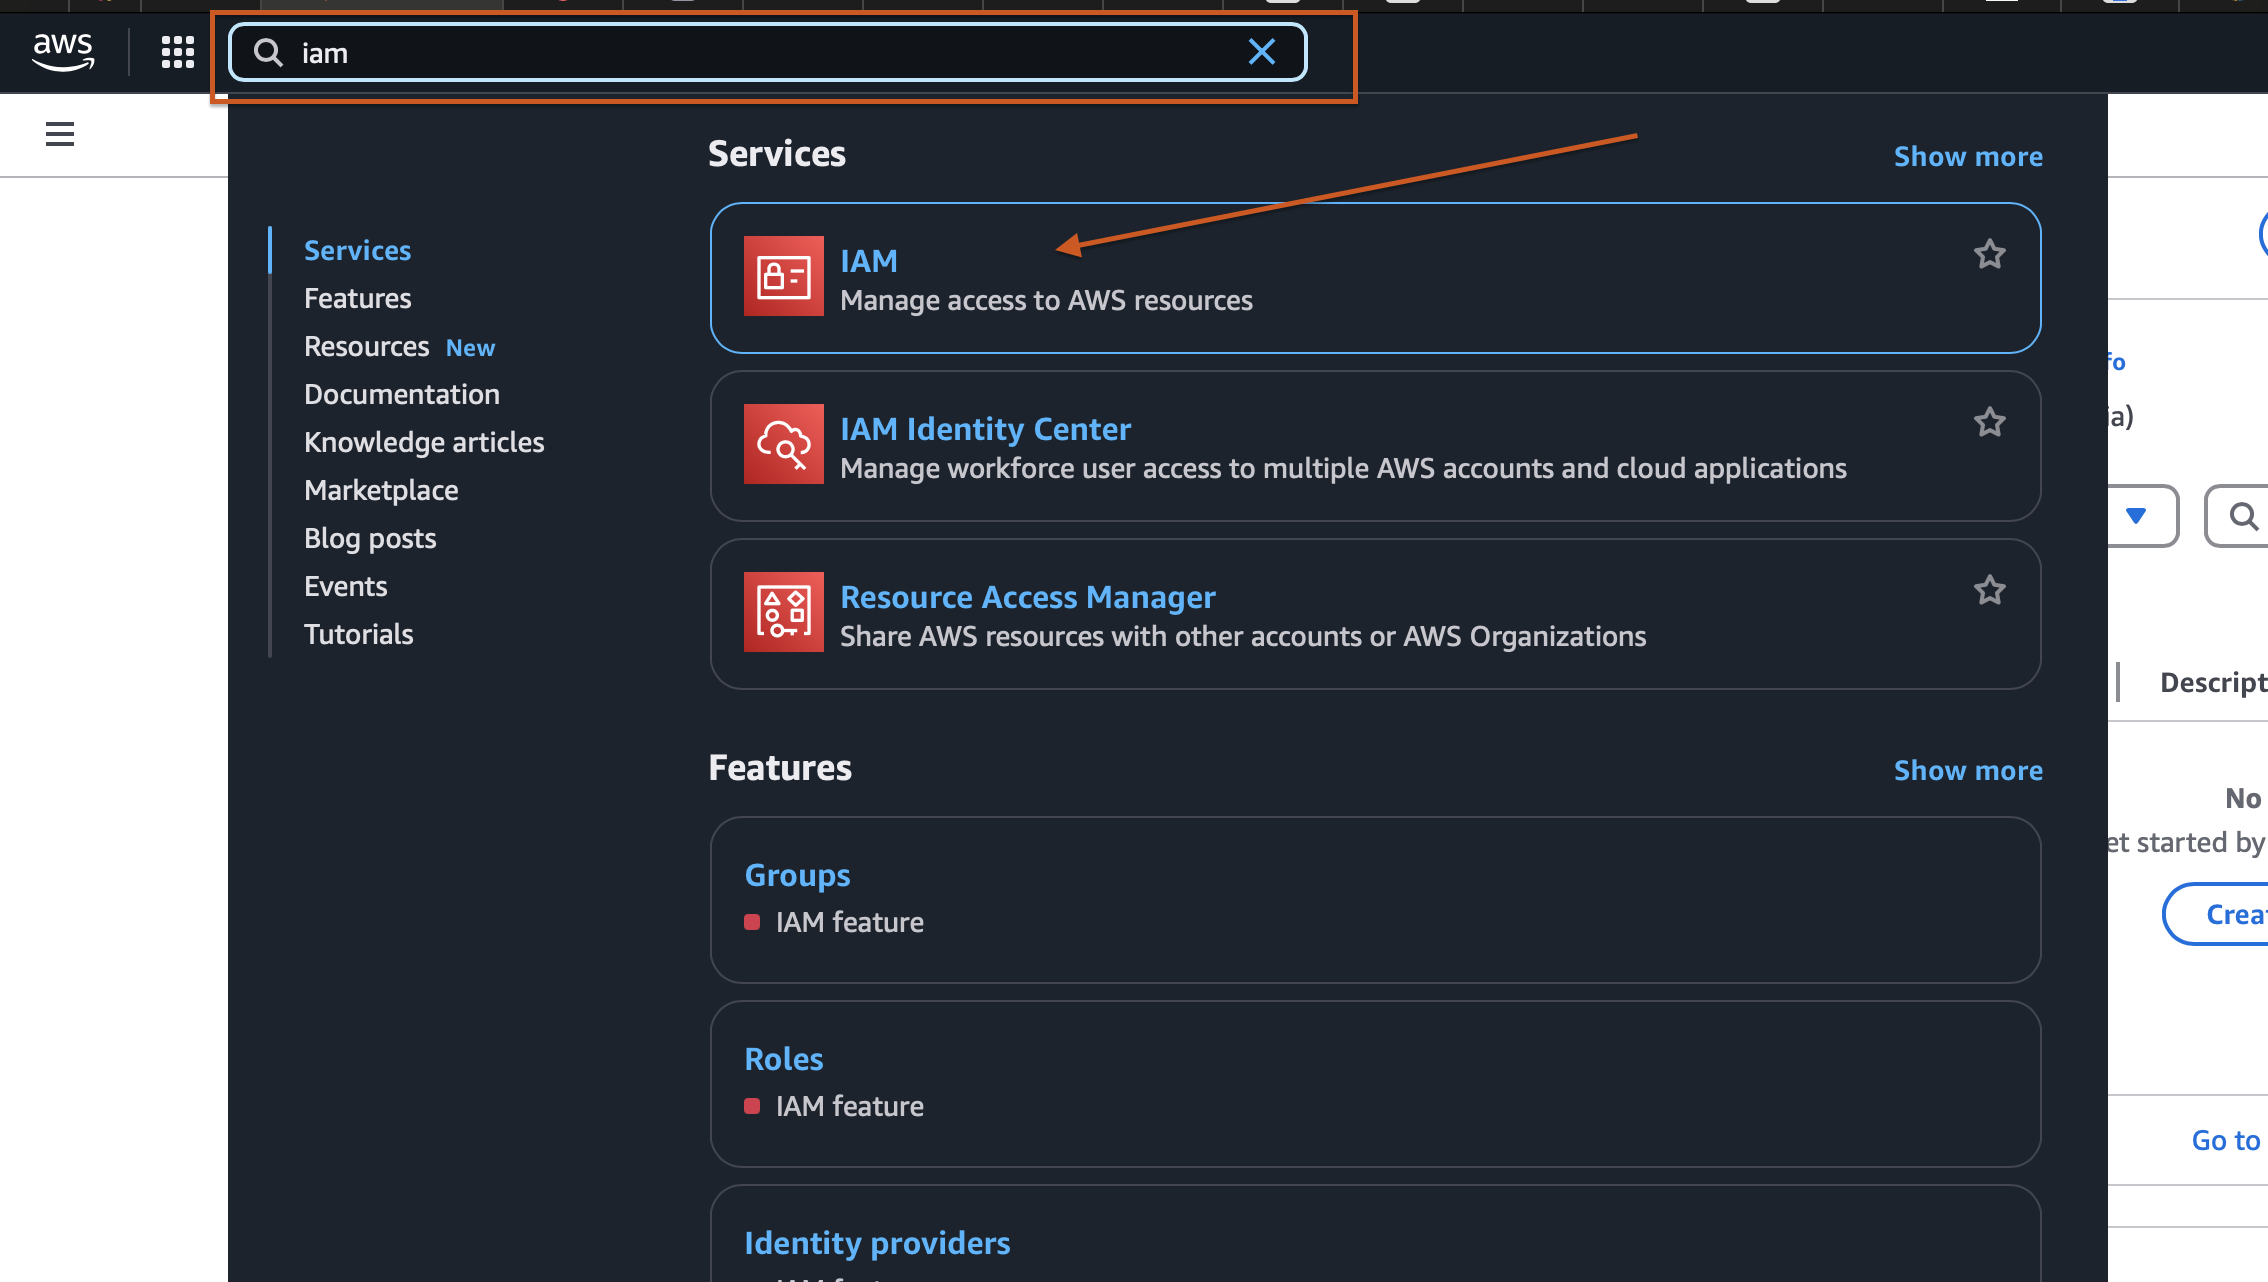 aws
iam
Services
Show more
Services
Features
Resources New
Documentation
Knowledge articles
Marketplace
Blog posts
Events
Tutorials
IAM
Manage access to AWS resources
IAM Identity Center
Manage workforce user access to multiple AWS accounts and cloud applications
Resource Access Manager
Share AWS resources with other accounts or AWS Organizations
Features
Show more
Groups
IAM feature
Roles
IAM feature
Identity providers
fo
ia)
Descript
No
et started by
Crea
Go to